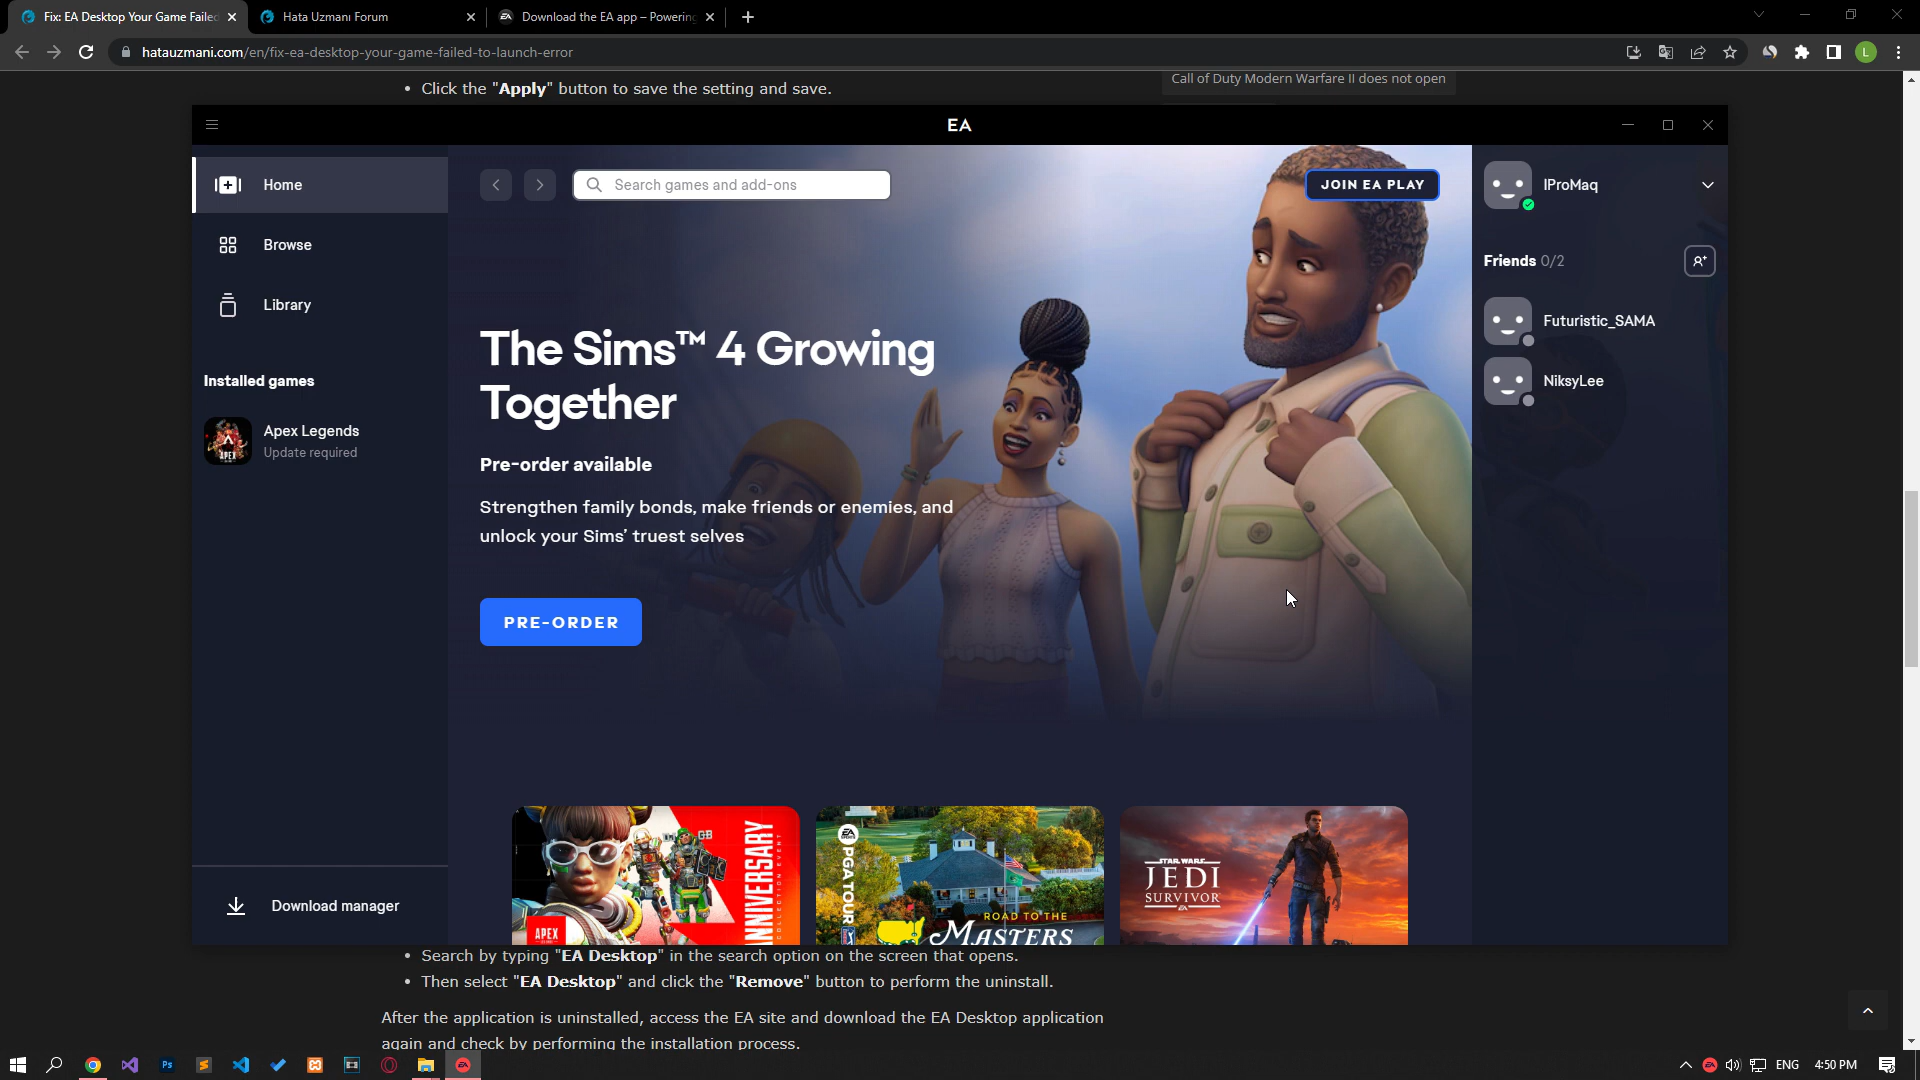 Fix: EA Desktop Your Game Failed
Hata Uzmanı Forum
Download the EA app – Powering
hatauzmani.com/en/fix-ea-desktop-your-game-failed-to-launch-error
L
• Click the "Apply" button to save the setting and save.
Call of Duty Modern Warfare II does not open
EA
Home
Search games and add-ons
JOIN EA PLAY
IProMaq
Browse
Friends 0/2
Library
Futuristic_SAMA
The Sims™ 4 Growing
Together
Installed games
NiksyLee
Apex Legends
Update required
Pre-order available
Strengthen family bonds, make friends or enemies, and
unlock your Sims' truest selves
PRE-ORDER
GB
ANNIVERSARY
COLLECTION EVENT
APEX
EA SPORTS
PGA TOUR
ROAD TO THE
MASTERS
STAR WARS
JEDI
SURVIVOR
EA
Download manager
• Search by typing "EA Desktop" in the search option on the screen that opens.
• Then select "EA Desktop" and click the "Remove" button to perform the uninstall.
After the application is uninstalled, access the EA site and download the EA Desktop application
again and check by performing the installation process.
Ps
ENG
4:50 PM